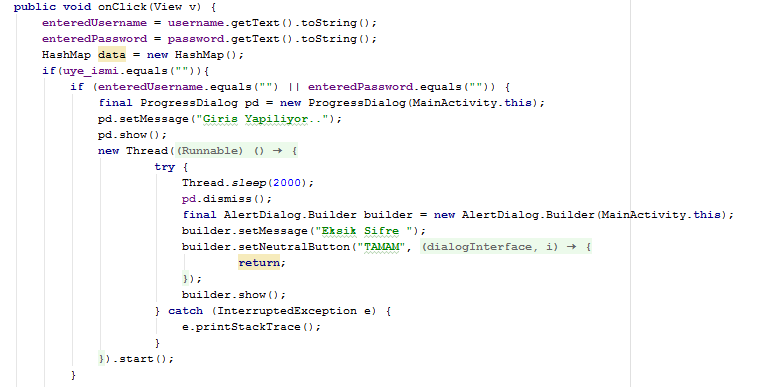 public void onClick(View v) {
    enteredUsername = username.getText().toString();
    enteredPassword = password.getText().toString();
    HashMap data = new HashMap();
    if(uye_ismi.equals("")){
        if (enteredUsername.equals("") || enteredPassword.equals("")) {
            final ProgressDialog pd = new ProgressDialog(MainActivity.this);
            pd.setMessage("Giris Yapiliyor..");
            pd.show();
            new Thread((Runnable) () → {
                    try {
                        Thread.sleep(2000);
                        pd.dismiss();
                        final AlertDialog.Builder builder = new AlertDialog.Builder(MainActivity.this);
                        builder.setMessage("Eksik Sifre ");
                        builder.setNeutralButton("TAMAM", (dialogInterface, i) → {
                                return;
                        });
                        builder.show();
                    } catch (InterruptedException e) {
                        e.printStackTrace();
                    }
            }).start();
        }